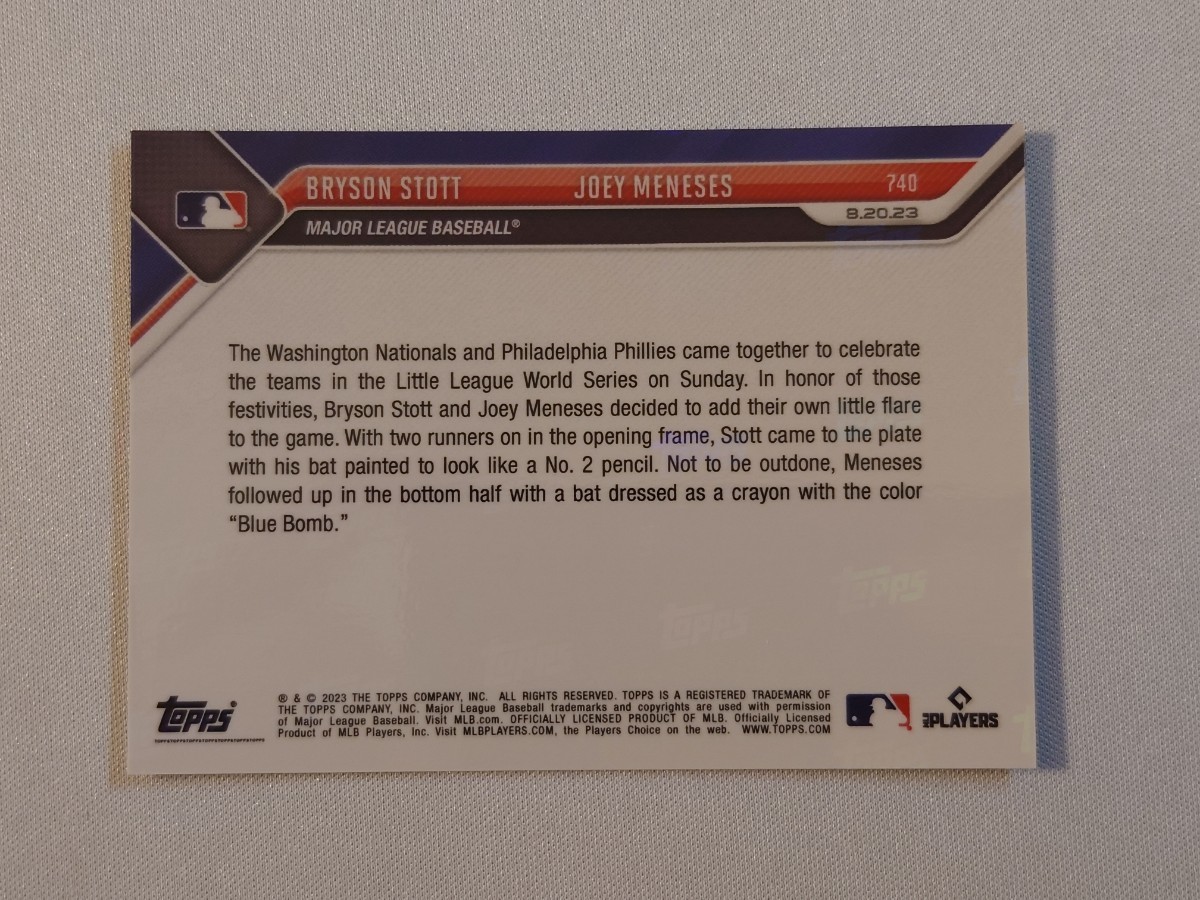 BRYSON STOTT JOEY MENESES 740
MAJOR LEAGUE BASEBALL® 8.20.23
The Washington Nationals and Philadelphia Phillies came together to celebrate
the teams in the Little League World Series on Sunday. In honor of those
festivities, Bryson Stott and Joey Meneses decided to add their own little flare
to the game. With two runners on in the opening frame, Stott came to the plate
with his bat painted to look like a No. 2 pencil. Not to be outdone, Meneses
followed up in the bottom half with a bat dressed as a crayon with the color
“Blue Bomb.”
Topps
Topps
Topps
Topps®
TOPPSTOPPSTOPPSTOPPSTOPPSTOPPSTOPPS
® & © 2023 THE TOPPS COMPANY, INC. ALL RIGHTS RESERVED. TOPPS IS A REGISTERED TRADEMARK OF
THE TOPPS COMPANY, INC. Major League Baseball trademarks and copyrights are used with permission
of Major League Baseball. Visit MLB.com. OFFICIALLY LICENSED PRODUCT OF MLB. Officially Licensed
Product of MLB Players, Inc. Visit MLBPLAYERS.COM, the Players Choice on the web. WWW.TOPPS.COM
MLB PLAYERS